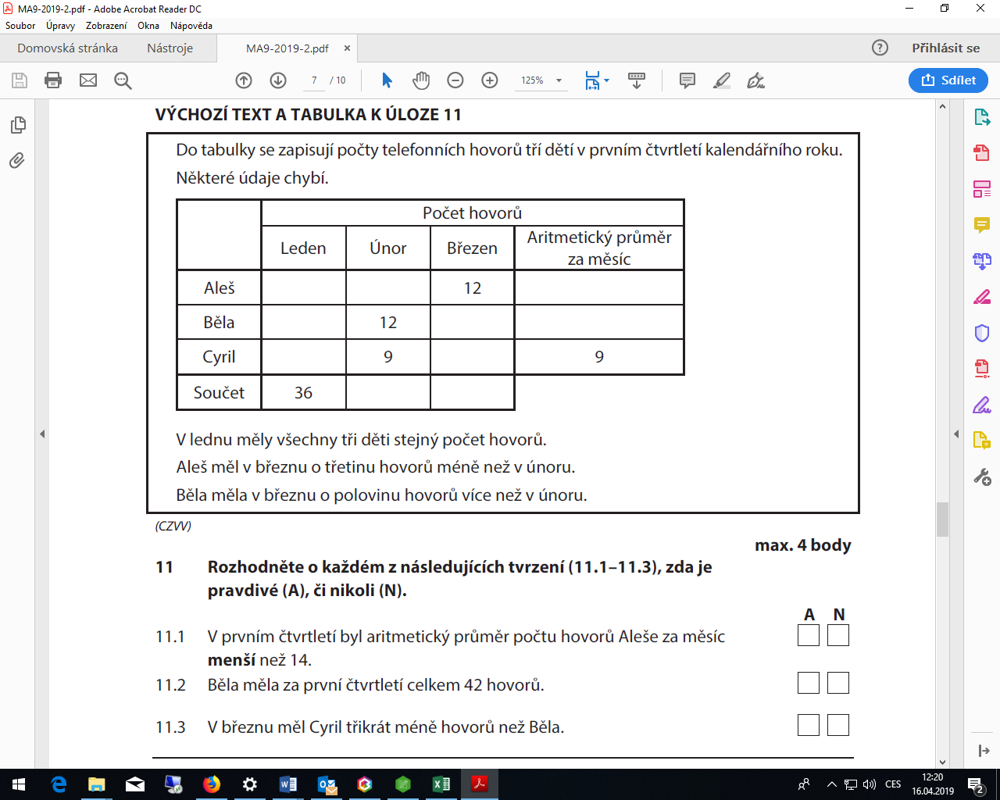 MA9-2019-2.pdf - Adobe Acrobat Reader DC
Soubor Úpravy Zobrazení Okna Nápověda
Domovská stránka Nástroje MA9-2019-2.pdf × Přihlásit se
7 / 10 125% Sdílet
VÝCHOZÍ TEXT A TABULKA K ÚLOZE 11
Do tabulky se zapisují počty telefonních hovorů tří dětí v prvním čtvrtletí kalendářního roku.
Některé údaje chybí.
Počet hovorů
Leden Únor Březen Aritmetický průměr
za měsíc
Aleš 12
Běla 12
Cyril 9 9
Součet 36
V lednu měly všechny tři děti stejný počet hovorů.
Aleš měl v březnu o třetinu hovorů méně než v únoru.
Běla měla v březnu o polovinu hovorů více než v únoru.
(CZVV)
max. 4 body
11 Rozhodněte o každém z následujících tvrzení (11.1–11.3), zda je
pravdivé (A), či nikoli (N).
A N
11.1 V prvním čtvrtletí byl aritmetický průměr počtu hovorů Aleše za měsíc
menší než 14.
11.2 Běla měla za první čtvrtletí celkem 42 hovorů.
11.3 V březnu měl Cyril třikrát méně hovorů než Běla.
CES 12:20
16.04.2019 2